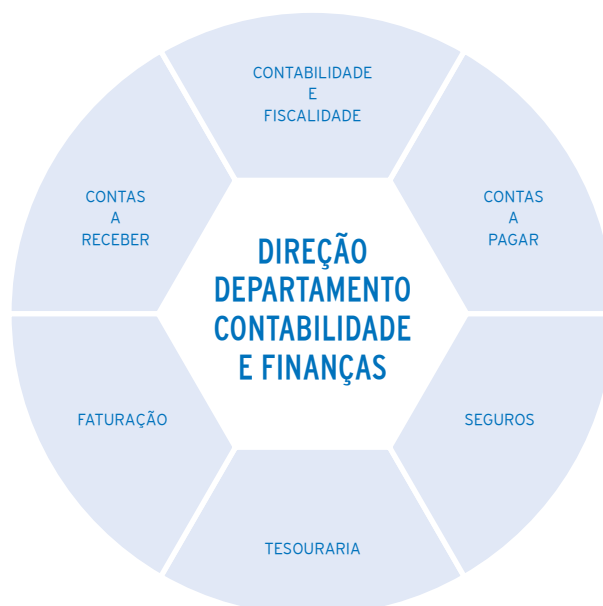 CONTABILIDADE
E
FISCALIDADE
CONTAS
A
RECEBER
CONTAS
A
PAGAR
DIREÇÃO
DEPARTAMENTO
CONTABILIDADE
E FINANÇAS
FATURAÇÃO
SEGUROS
TESOURARIA